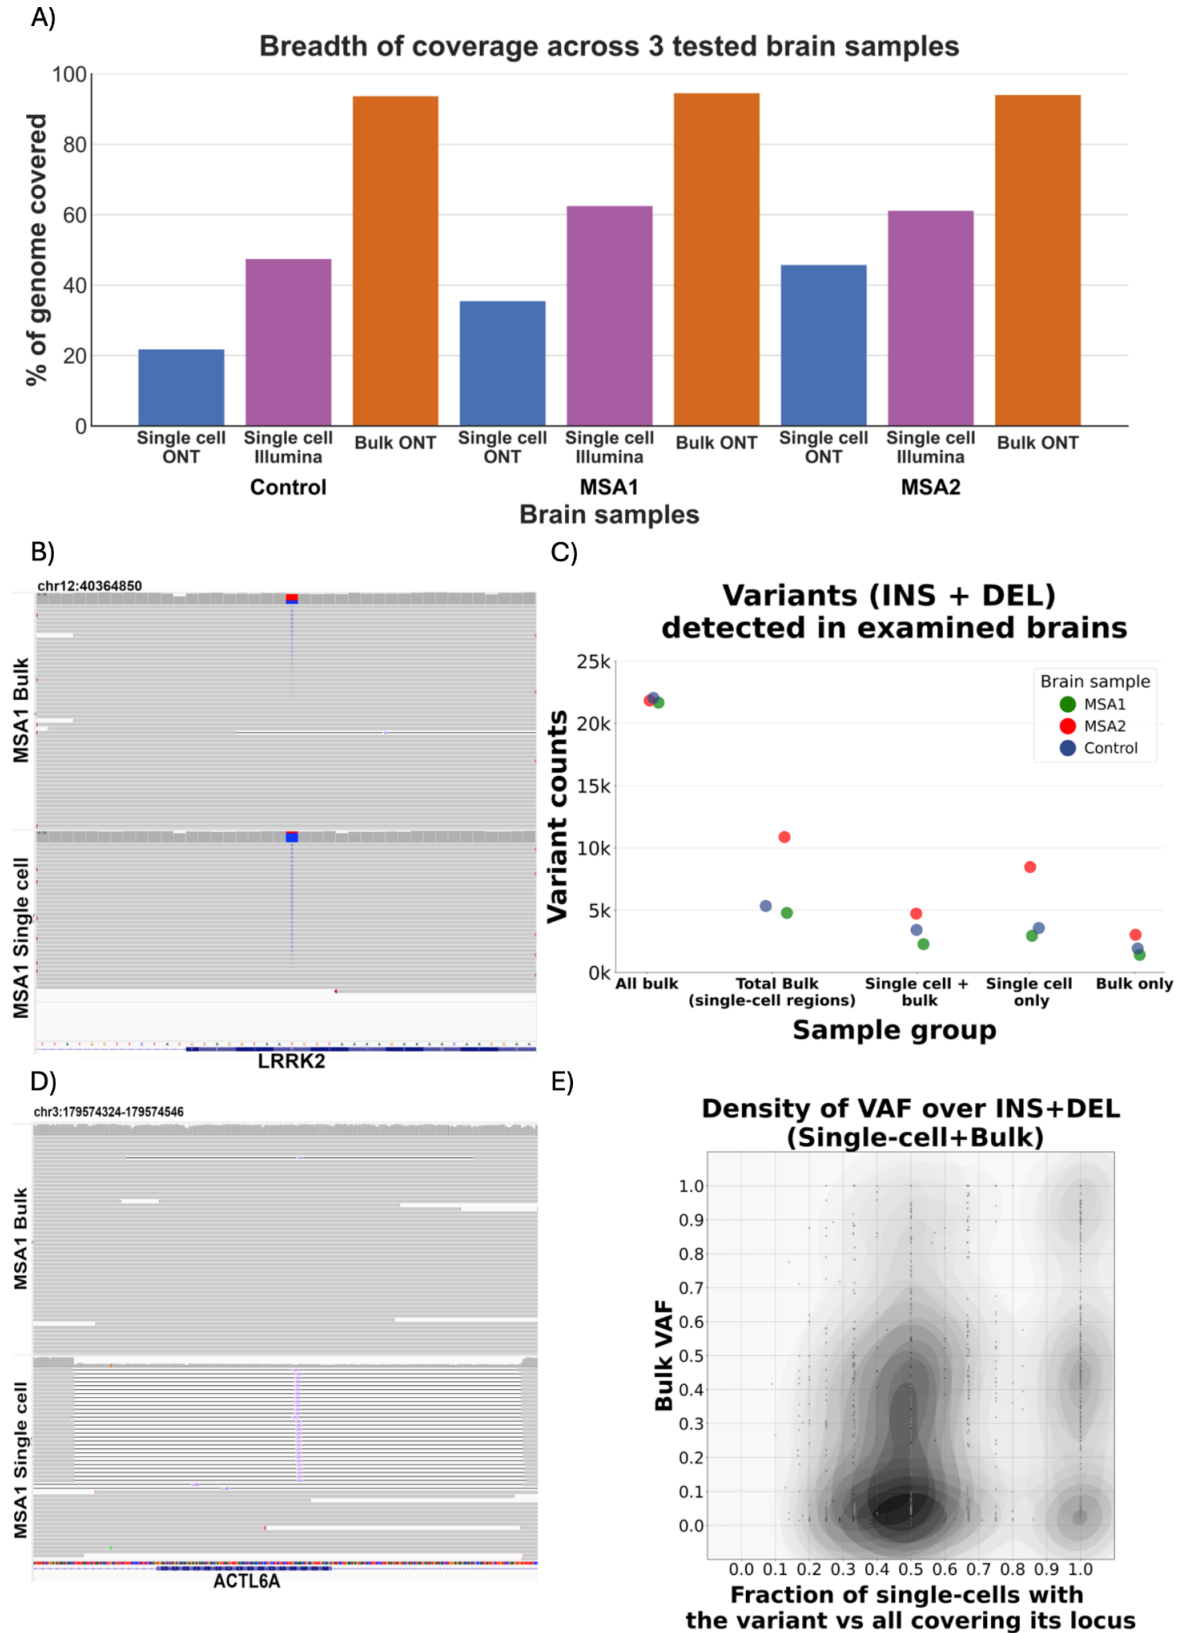 A)
Breadth of coverage across 3 tested brain samples
% of genome covered
100
80
60
40
20
0
Single cell ONT
Single cell Illumina
Bulk ONT
Single cell ONT
Single cell Illumina
Bulk ONT
Single cell ONT
Single cell Illumina
Bulk ONT
Control
MSA1
MSA2
Brain samples
B)
chr12:40364850
MSA1 Bulk
MSA1 Single cell
LRRK2
C)
Variants (INS + DEL)
detected in examined brains
Variant counts
25k
20k
15k
10k
5k
0k
Brain sample
MSA1
MSA2
Control
All bulk
Total Bulk
(single-cell regions)
Single cell +
bulk
Single cell
only
Bulk only
Sample group
D)
chr3:179574324-179574546
MSA1 Bulk
MSA1 Single cell
ACTL6A
E)
Density of VAF over INS+DEL
(Single-cell+Bulk)
Bulk VAF
1.0
0.9
0.8
0.7
0.6
0.5
0.4
0.3
0.2
0.1
0.0
0.0 0.1 0.2 0.3 0.4 0.5 0.6 0.7 0.8 0.9 1.0
Fraction of single-cells with
the variant vs all covering its locus